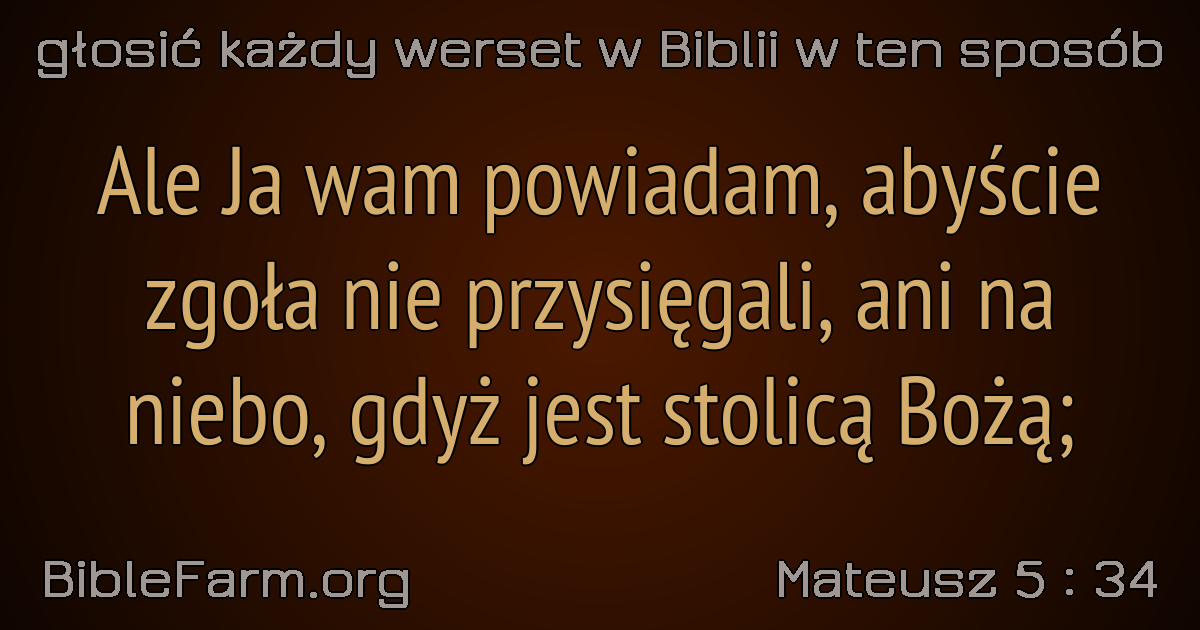 głosić każdy werset w Biblii w ten sposób
Ale Ja wam powiadam, abyście
zgoła nie przysięgali, ani na
niebo, gdyż jest stolicą Bożą;
BibleFarm.org
Mateusz 5 : 34